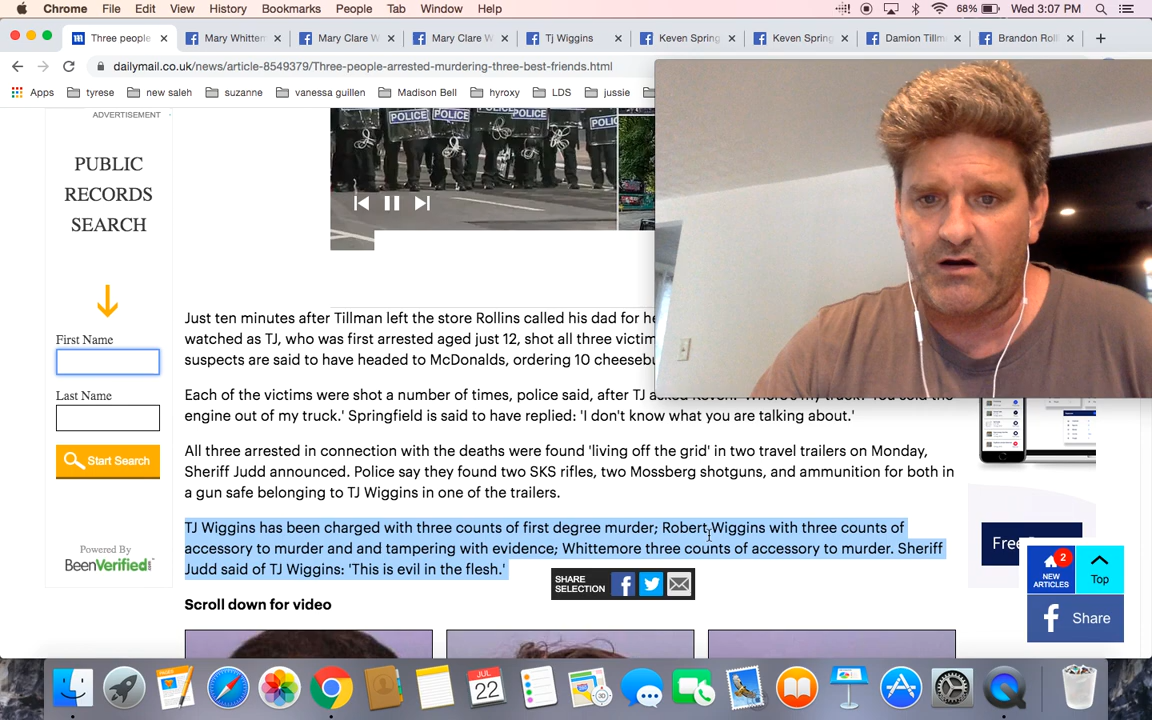 Chrome File Edit View History Bookmarks People Tab Window Help 68% Wed 3:07 PM
Three people Mary Whittem Mary Clare W Mary Clare W Tj Wiggins Keven Spring Keven Spring Damion Tillm Brandon Roll
dailymail.co.uk/news/article-8549379/Three-people-arrested-murdering-three-best-friends.html
Apps tyrese new saleh suzanne vanessa guillen Madison Bell hyroxy LDS jussie
ADVERTISEMENT
PUBLIC
RECORDS
SEARCH
First Name
Last Name
Start Search
Powered By
BeenVerified
POLICE POLICE POLICE POLICE POLICE
Just ten minutes after Tillman left the store Rollins called his dad for he
watched as TJ, who was first arrested aged just 12, shot all three victim
suspects are said to have headed to McDonalds, ordering 10 cheesebu
Each of the victims were shot a number of times, police said, after TJ
engine out of my truck.' Springfield is said to have replied: 'I don't know what you are talking about.'
All three arrested in connection with the deaths were found 'living off the grid' in two travel trailers on Monday,
Sheriff Judd announced. Police say they found two SKS rifles, two Mossberg shotguns, and ammunition for both in
a gun safe belonging to TJ Wiggins in one of the trailers.
TJ Wiggins has been charged with three counts of first degree murder; Robert Wiggins with three counts of
accessory to murder and and tampering with evidence; Whittemore three counts of accessory to murder. Sheriff
Judd said of TJ Wiggins: 'This is evil in the flesh.'
SHARE
SELECTION
Scroll down for video
Free
2
NEW
ARTICLES
Top
Share
JUL
22